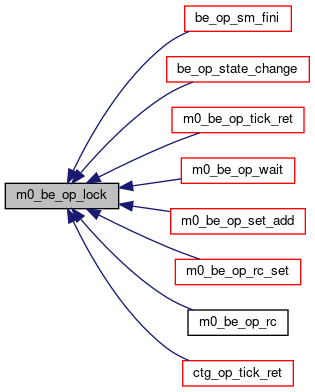 be_op_sm_fini
be_op_state_change
m0_be_op_tick_ret
m0_be_op_wait
m0_be_op_lock
m0_be_op_set_add
m0_be_op_rc_set
m0_be_op_rc
ctg_op_tick_ret